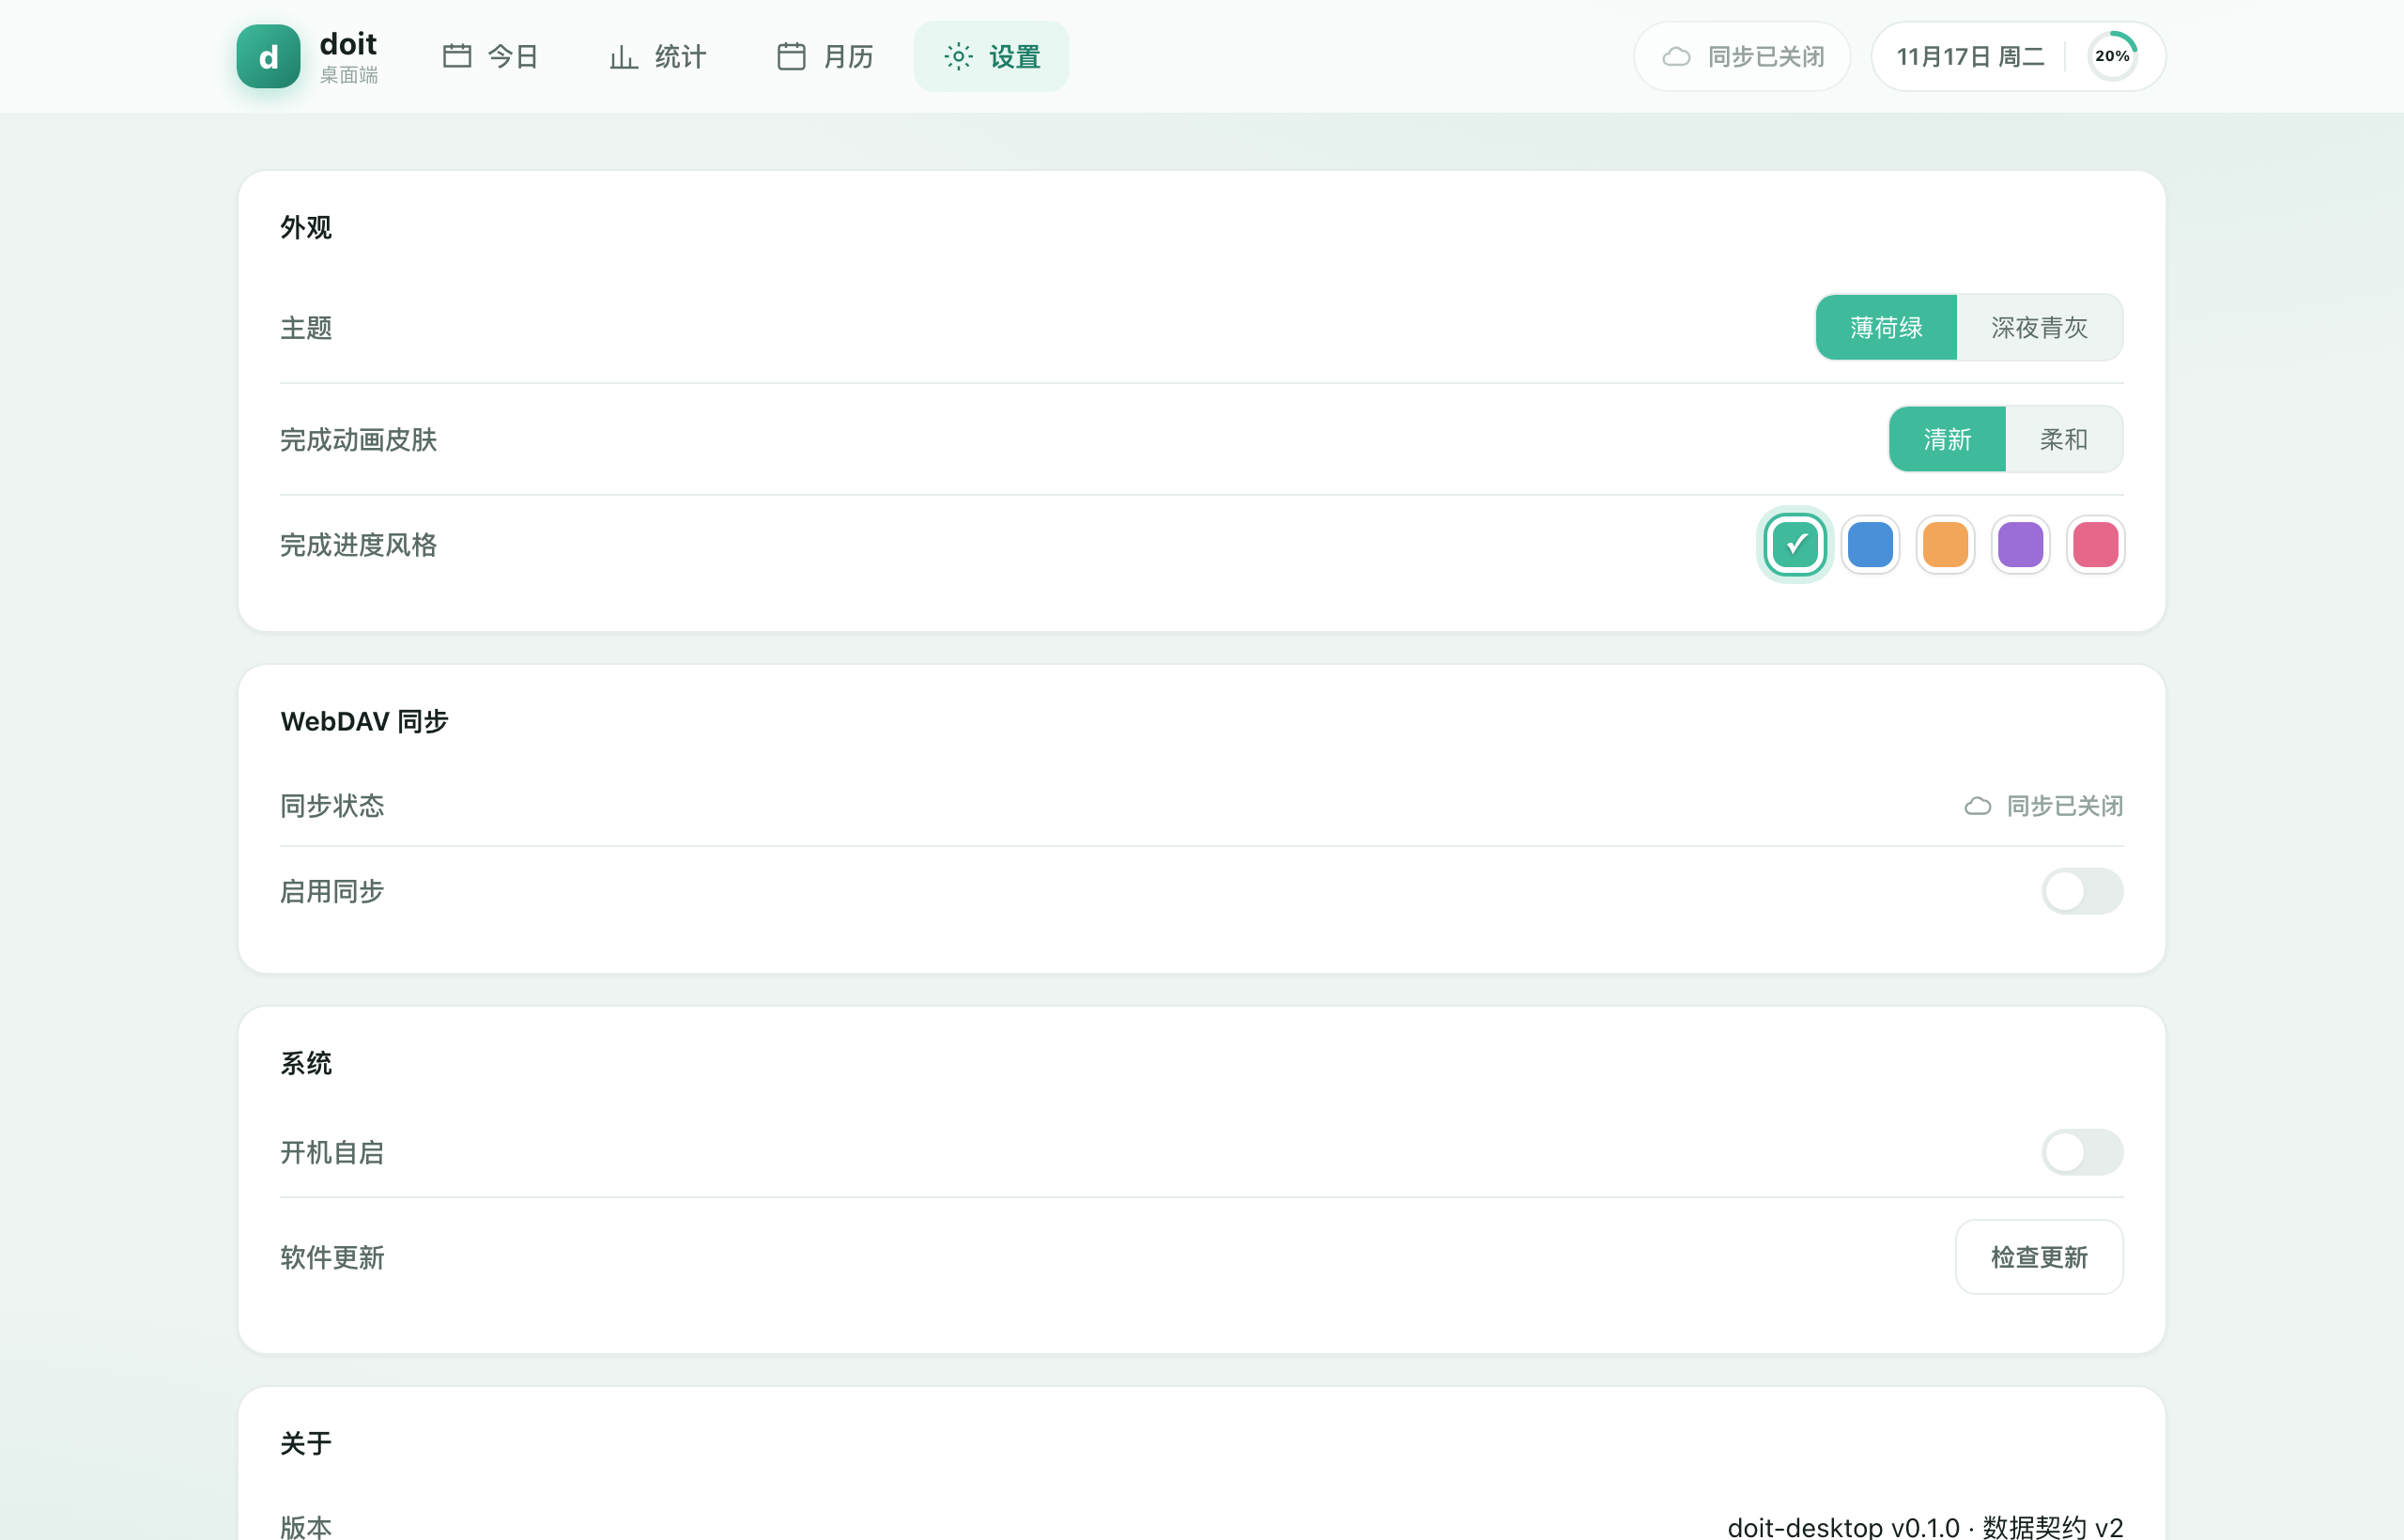 d
doit
桌面端
今日
统计
月历
设置
同步已关闭
11月17日 周二
20%
外观
主题
薄荷绿
深夜青灰
完成动画皮肤
清新
柔和
完成进度风格
WebDAV 同步
同步状态
同步已关闭
启用同步
系统
开机自启
软件更新
检查更新
关于
版本
doit-desktop v0.1.0 · 数据契约 v2